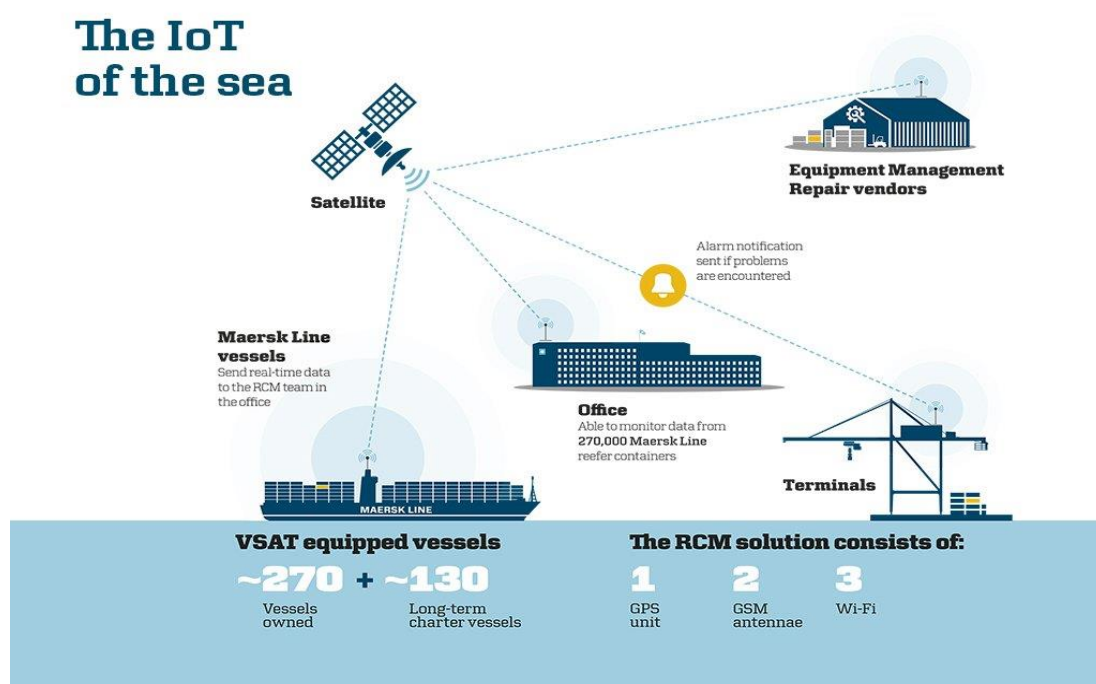 The IoT
of the sea
Satellite
Equipment Management
Repair vendors
Alarm notification
sent if problems
are encountered
Maersk Line
vessels
Send real-time data
to the RCM team in
the office
Office
Able to monitor data from
270,000 Maersk Line
reefer containers
Terminals
MAERSK LINE
VSAT equipped vessels
~270 + ~130
Vessels
owned
Long-term
charter vessels
The RCM solution consists of:
1 2 3
GPS
unit
GSM
antennae
Wi-Fi